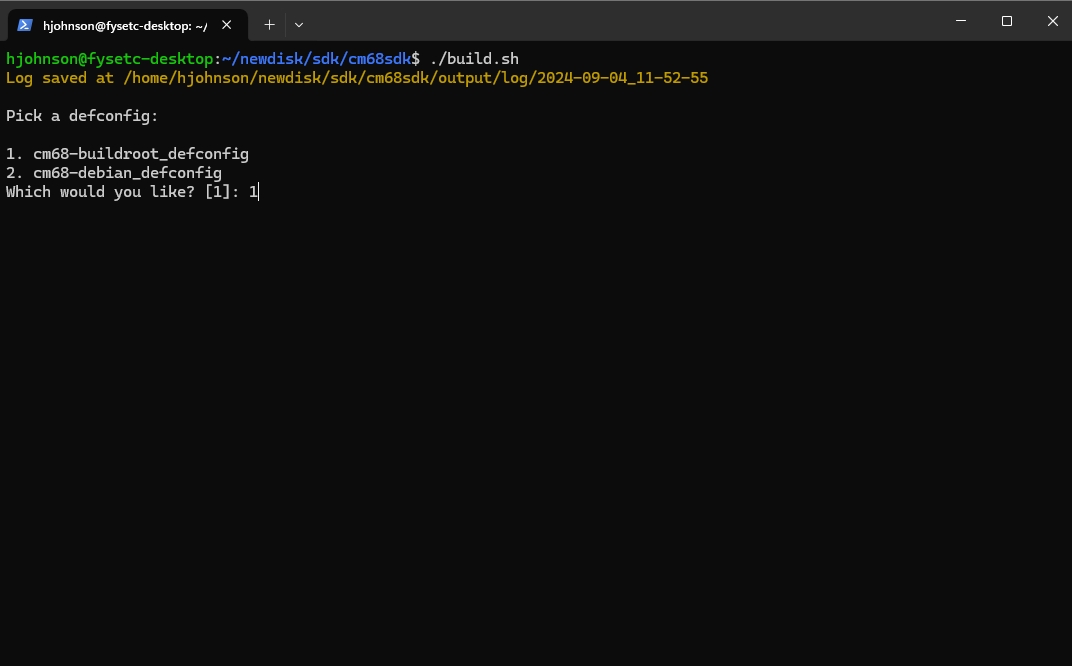 hjohnson@fysetc-desktop: ~/
hjohnson@fysetc-desktop:~/newdisk/sdk/cm68sdk$ ./build.sh
Log saved at /home/hjohnson/newdisk/sdk/cm68sdk/output/log/2024-09-04_11-52-55
Pick a defconfig:
1. cm68-buildroot_defconfig
2. cm68-debian_defconfig
Which would you like? [1]: 1